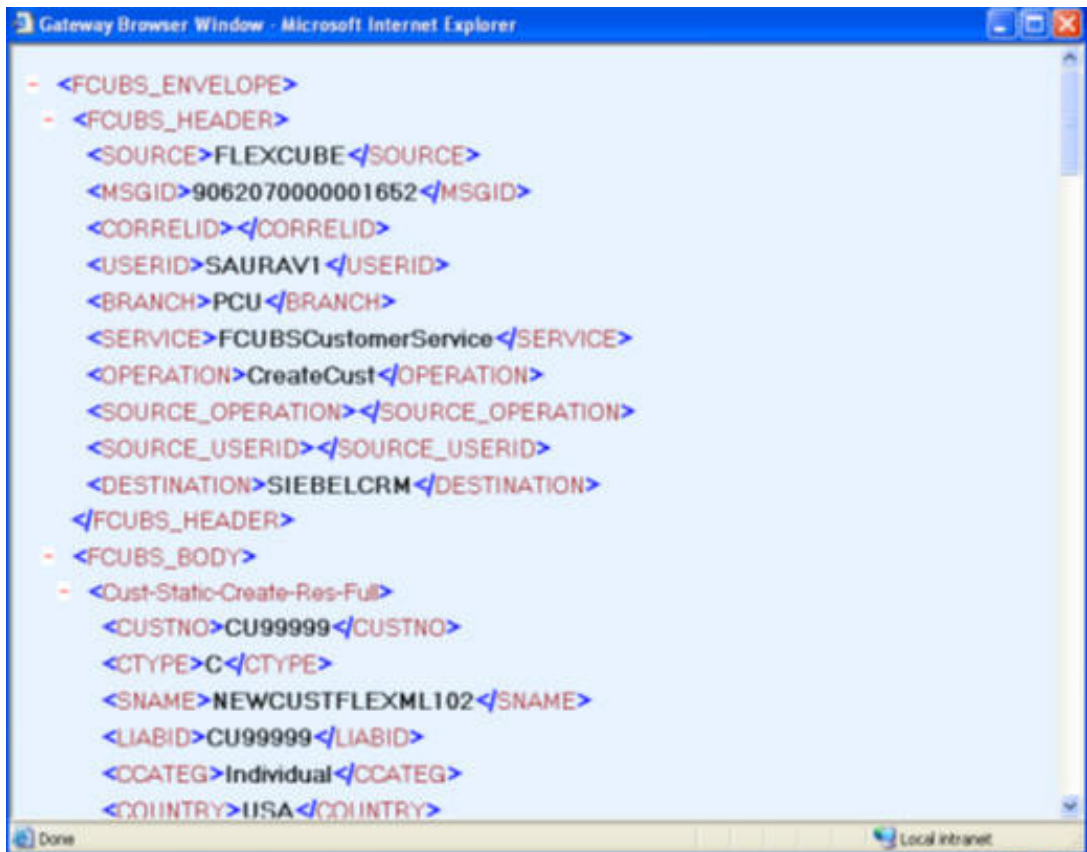 Gateway Browser Window - Microsoft Internet Explorer
- <FCUBS_ENVELOPE>
- <FCUBS_HEADER>
<SOURCE>FLEXCUBE</SOURCE>
<MSGID>9062070000001652</MSGID>
<CORRELID></CORRELID>
<USERID>SAURAV1</USERID>
<BRANCH>PCU</BRANCH>
<SERVICE>FCUBSCustomerService</SERVICE>
<OPERATION>CreateCust</OPERATION>
<SOURCE_OPERATION></SOURCE_OPERATION>
<SOURCE_USERID></SOURCE_USERID>
<DESTINATION>SIEBELCRM</DESTINATION>
</FCUBS_HEADER>
- <FCUBS_BODY>
- <Cust-Static-Create-Res-Full>
<CUSTNO>CU99999</CUSTNO>
<CTYPE>C</CTYPE>
<SNAME>NEWCUSTFLEXML102</SNAME>
<LIABID>CU99999</LIABID>
<CCATEG>Individual</CCATEG>
<COUNTRY>USA</COUNTRY>
Done Local intranet